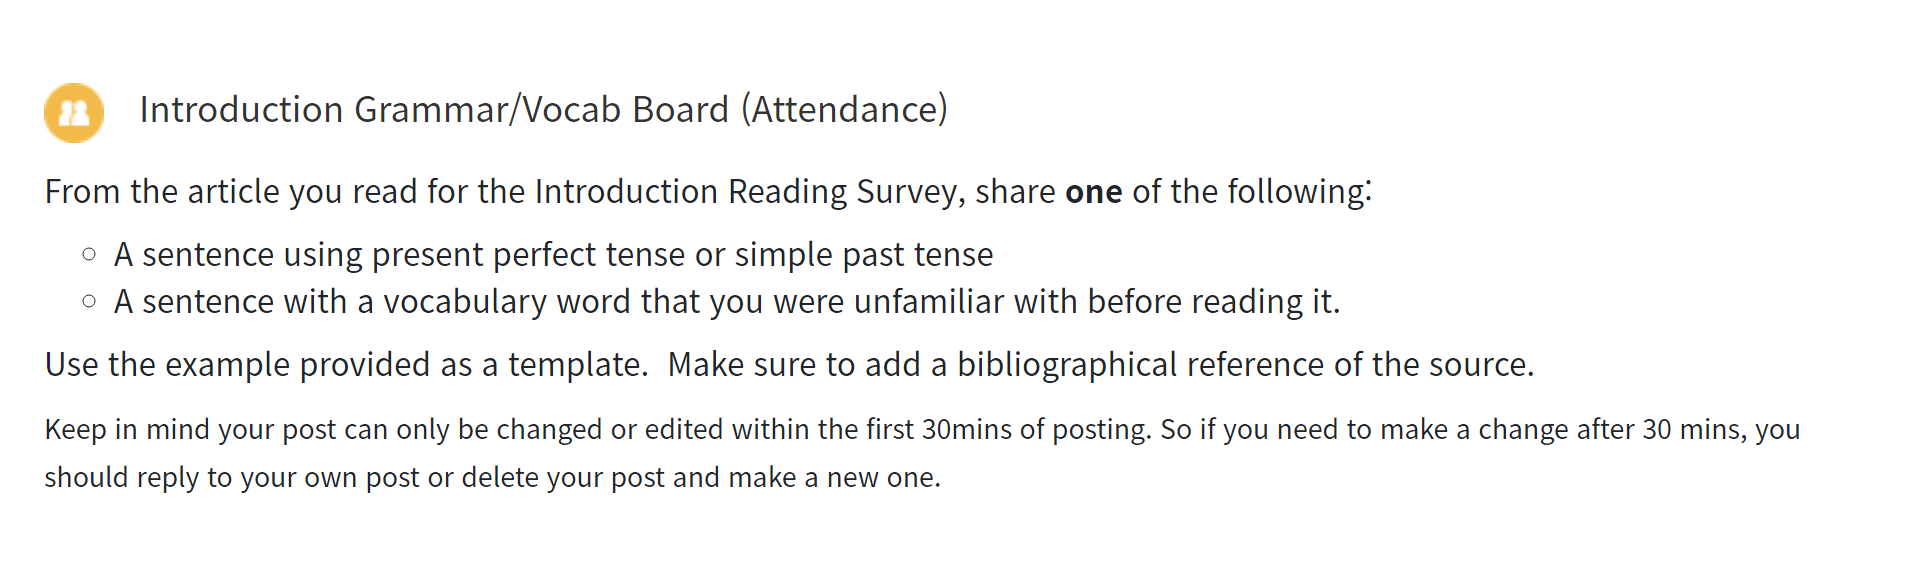 Introduction Grammar/Vocab Board (Attendance)
From the article you read for the Introduction Reading Survey, share one of the following:
○ A sentence using present perfect tense or simple past tense
○ A sentence with a vocabulary word that you were unfamiliar with before reading it.
Use the example provided as a template.  Make sure to add a bibliographical reference of the source.
Keep in mind your post can only be changed or edited within the first 30mins of posting. So if you need to make a change after 30 mins, you
should reply to your own post or delete your post and make a new one.